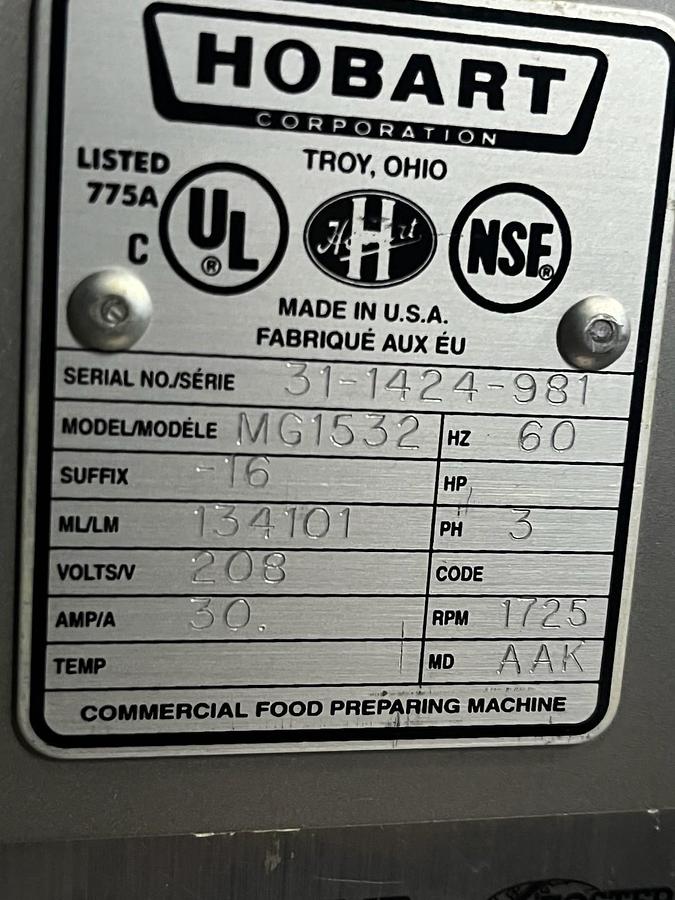 HOBART
CORPORATION
LISTED
775A
C
UL®
TROY, OHIO
Hobart
H
NSF®
MADE IN U.S.A.
FABRIQUÉ AUX ÉU
SERIAL NO./SÉRIE 31-1424-981
MODEL/MODÉLE MG1532 HZ 60
SUFFIX -16 HP
ML/LM 134101 PH 3
VOLTS/V 208 CODE
AMP/A 30. RPM 1725
TEMP MD AAK
COMMERCIAL FOOD PREPARING MACHINE